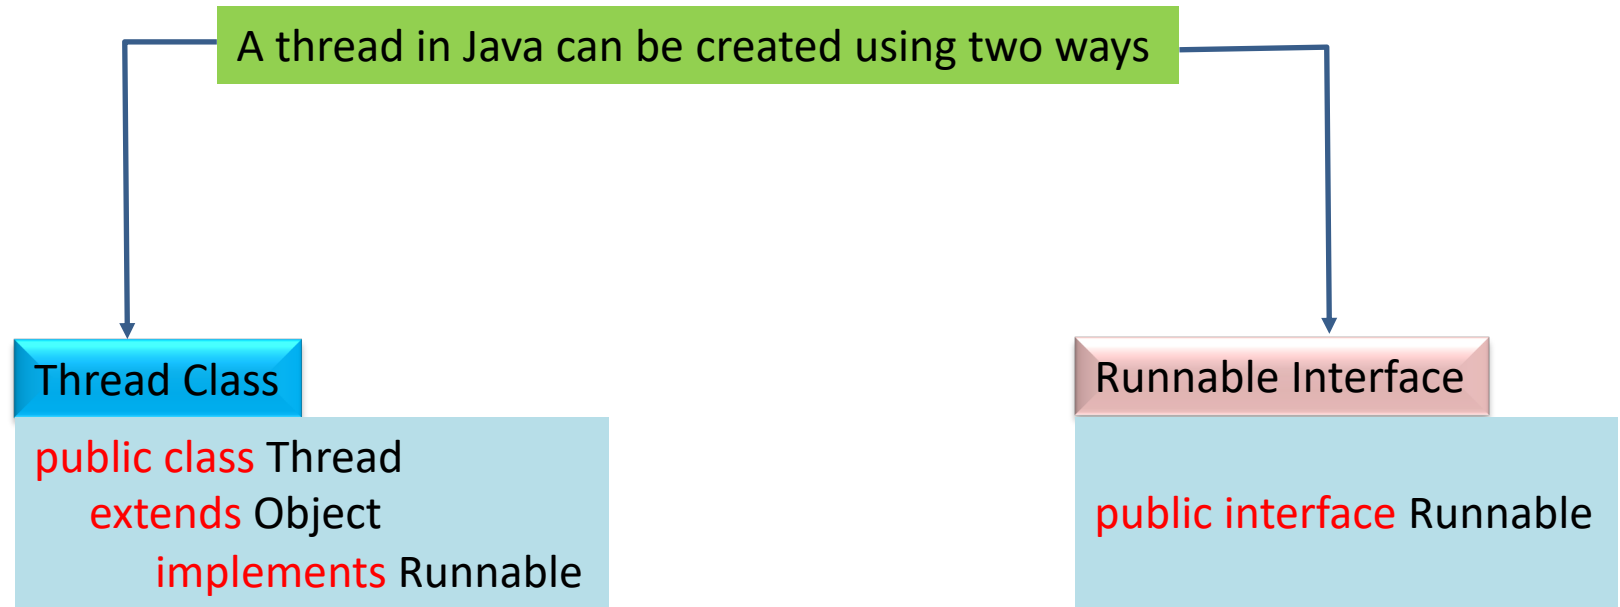 A thread in Java can be created using two ways
Thread Class
public class Thread
extends Object
implements Runnable
Runnable Interface
public interface Runnable